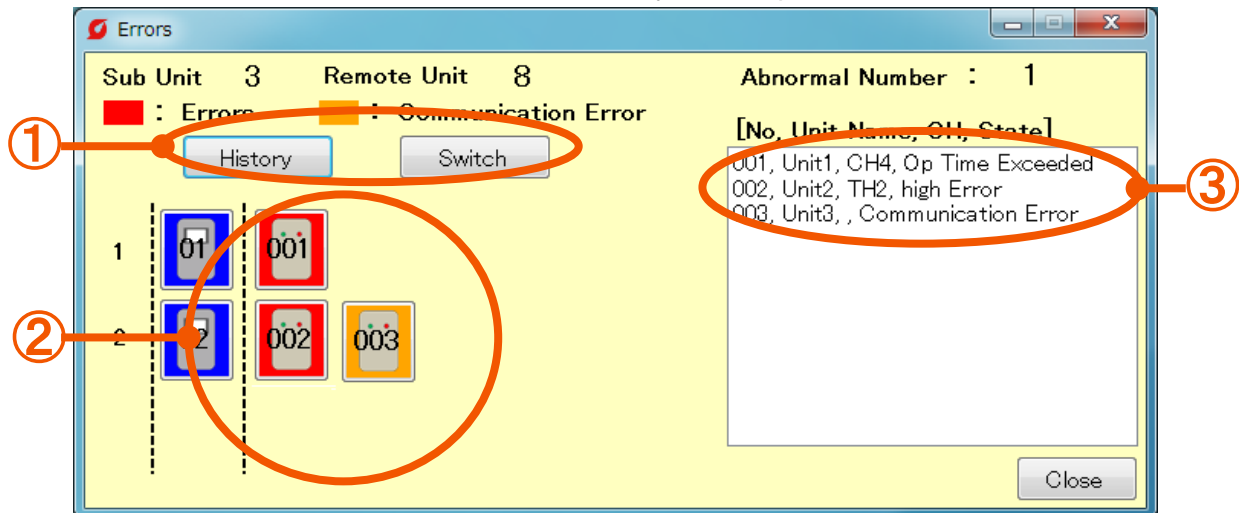 Errors
Sub Unit 3 Remote Unit 8 Abnormal Number : 1
: Errors : Communication Error
[No, Unit Name, CH, State]
①
History Switch
001, Unit1, CH4, Op Time Exceeded
002, Unit2, TH2, high Error
003, Unit3, , Communication Error
③
1 01 001
②
2 2 002 003
Close